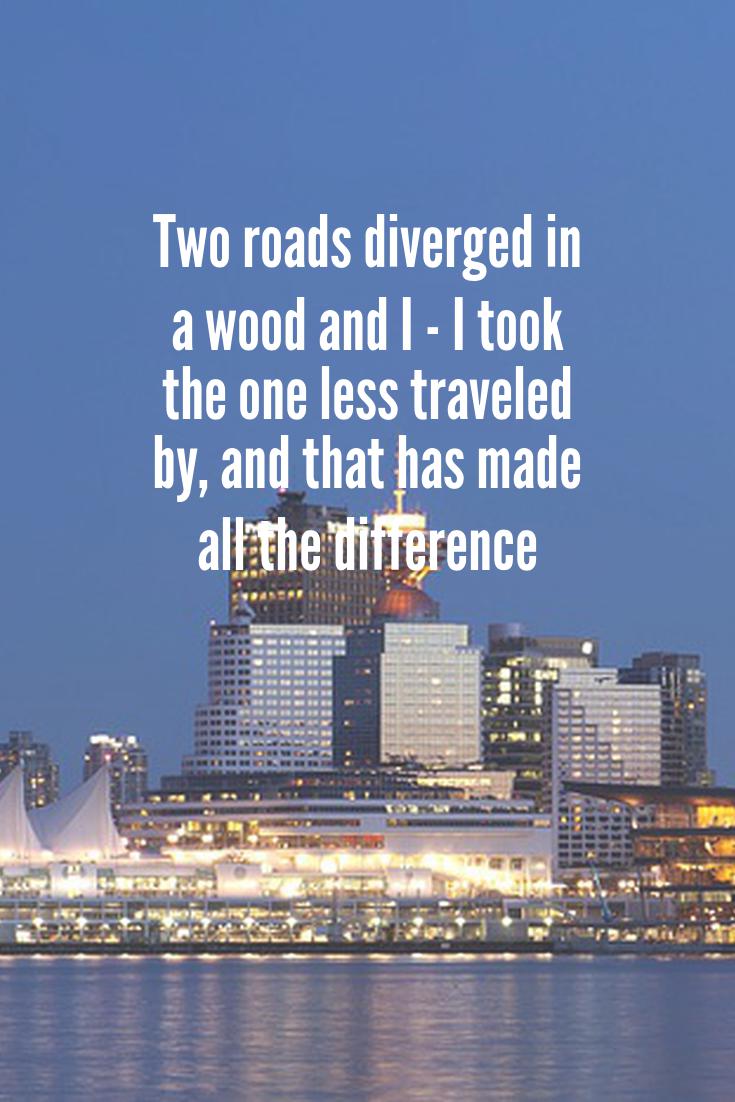 Two roads diverged in
a wood and I - I took
the one less traveled
by, and that has made
all the difference